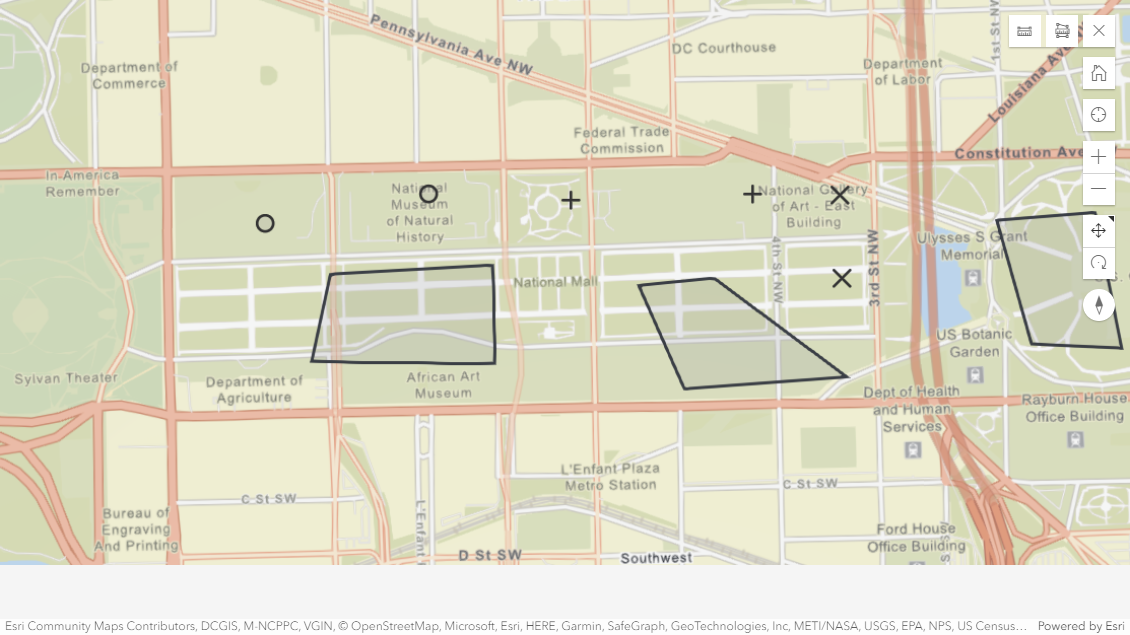 Pennsylvania Ave NW
1st St NW
DC Courthouse
Department of
Commerce
Department
of Labor
Louisiana Ave
Federal Trade
Commission
Constitution Ave
In America
Remember
National
Museum
of Natural
History
National Gallery
of Art - East
Building
Ulysses S Grant
Memorial
4th St NW
3rd St NW
National Mall
US Botanic
Garden
Sylvan Theater
Department of
Agriculture
African Art
Museum
Dept of Health
and Human
Services
Rayburn House
Office Building
L'Enfant Plaza
Metro Station
C St SW
C St SW
L'Enfant
Bureau of
Engraving
And Printing
Ford House
Office Building
D St SW
Southwest
Esri Community Maps Contributors, DCGIS, M-NCPPC, VGIN, © OpenStreetMap, Microsoft, Esri, HERE, Garmin, SafeGraph, GeoTechnologies, Inc, METI/NASA, USGS, EPA, NPS, US Census…
Powered by Esri